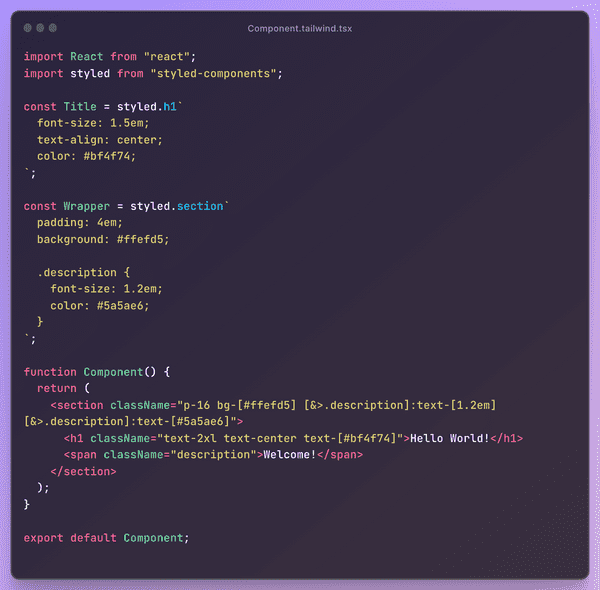 Component.tailwind.tsx
import React from "react";
import styled from "styled-components";
const Title = styled.h1`
  font-size: 1.5em;
  text-align: center;
  color: #bf4f74;
`;
const Wrapper = styled.section`
  padding: 4em;
  background: #ffefd5;
  .description {
    font-size: 1.2em;
    color: #5a5ae6;
  }
`;
function Component() {
  return (
    <section className="p-16 bg-[#ffefd5] [&>.description]:text-[1.2em]
[&>.description]:text-[#5a5ae6]">
      <h1 className="text-2xl text-center text-[#bf4f74]">Hello World!</h1>
      <span className="description">Welcome!</span>
    </section>
  );
}
export default Component;